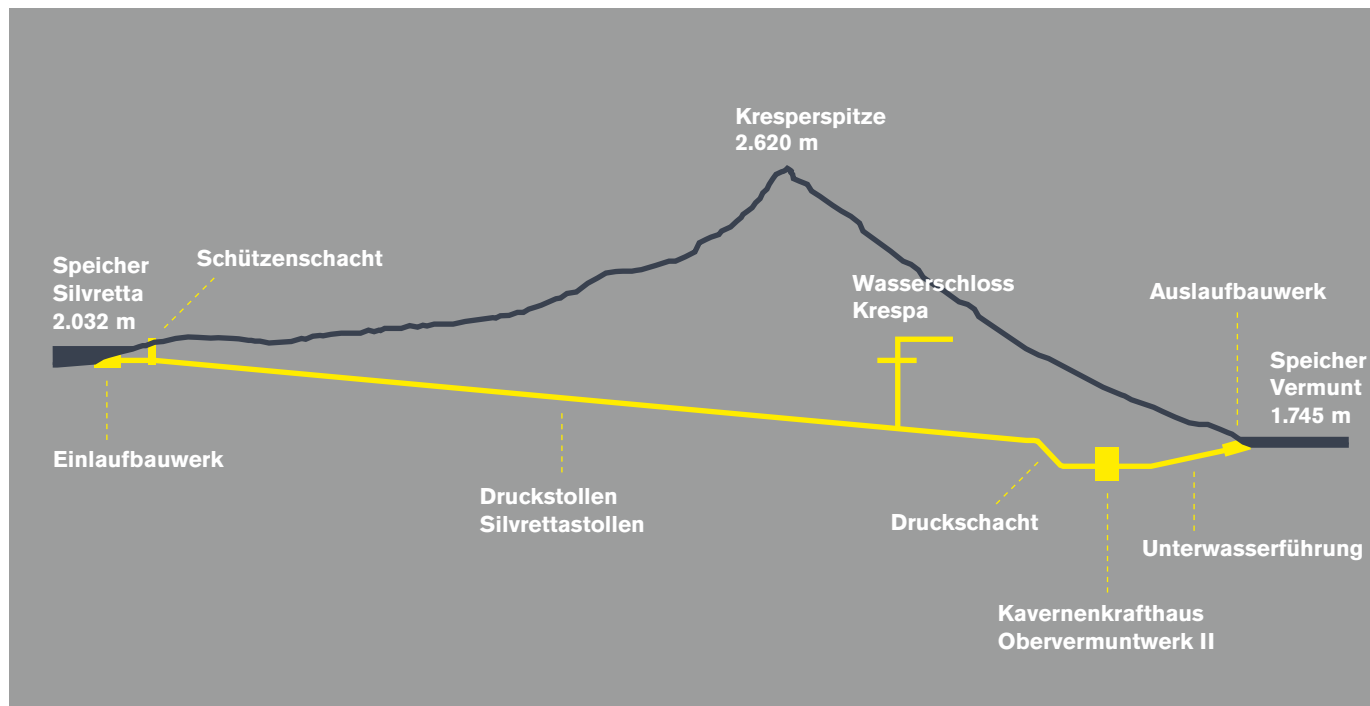 Kresperspitze
2.620 m
Speicher
Silvretta
2.032 m
Schützenschacht
Wasserschloss
Krespa
Auslaufbauwerk
Speicher
Vermunt
1.745 m
Einlaufbauwerk
Druckstollen
Silvrettastollen
Druckschacht
Unterwasserführung
Kavernenkrafthaus
Obervermuntwerk II